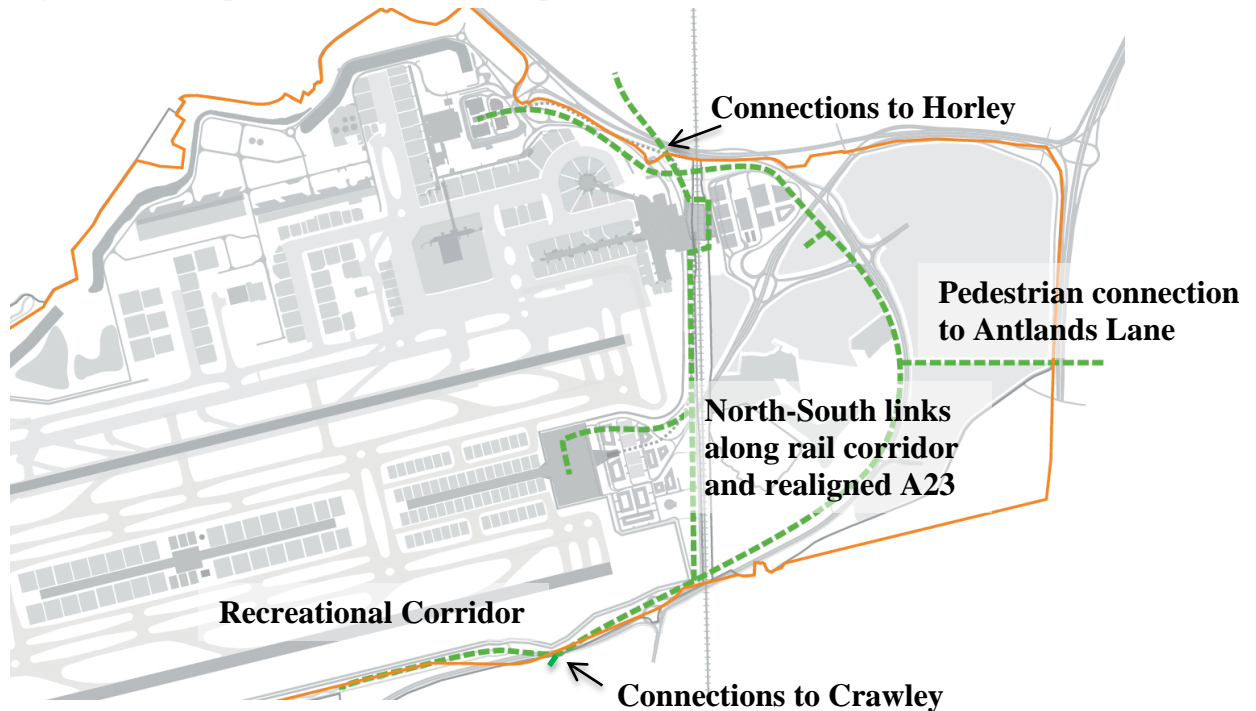 Connections to Horley
Pedestrian connection
to Antlands Lane
North-South links
along rail corridor
and realigned A23
Recreational Corridor
Connections to Crawley